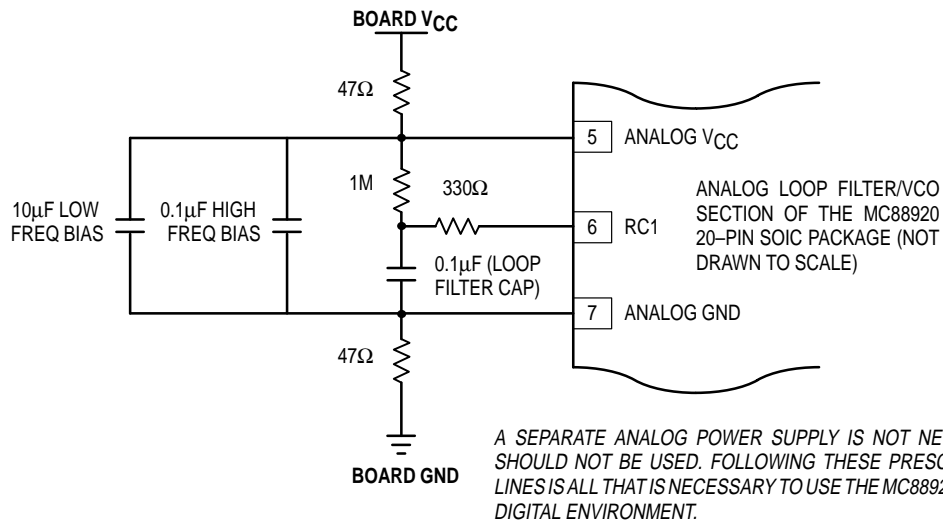 BOARD VCC
47Ω
5 ANALOG VCC
1M
330Ω
10μF LOW
FREQ BIAS
0.1μF HIGH
FREQ BIAS
6 RC1
ANALOG LOOP FILTER/VCO
SECTION OF THE MC88920
20–PIN SOIC PACKAGE (NOT
DRAWN TO SCALE)
0.1μF (LOOP
FILTER CAP)
7 ANALOG GND
47Ω
BOARD GND
A SEPARATE ANALOG POWER SUPPLY IS NOT NE
SHOULD NOT BE USED. FOLLOWING THESE PRESC
LINES IS ALL THAT IS NECESSARY TO USE THE MC8892
DIGITAL ENVIRONMENT.